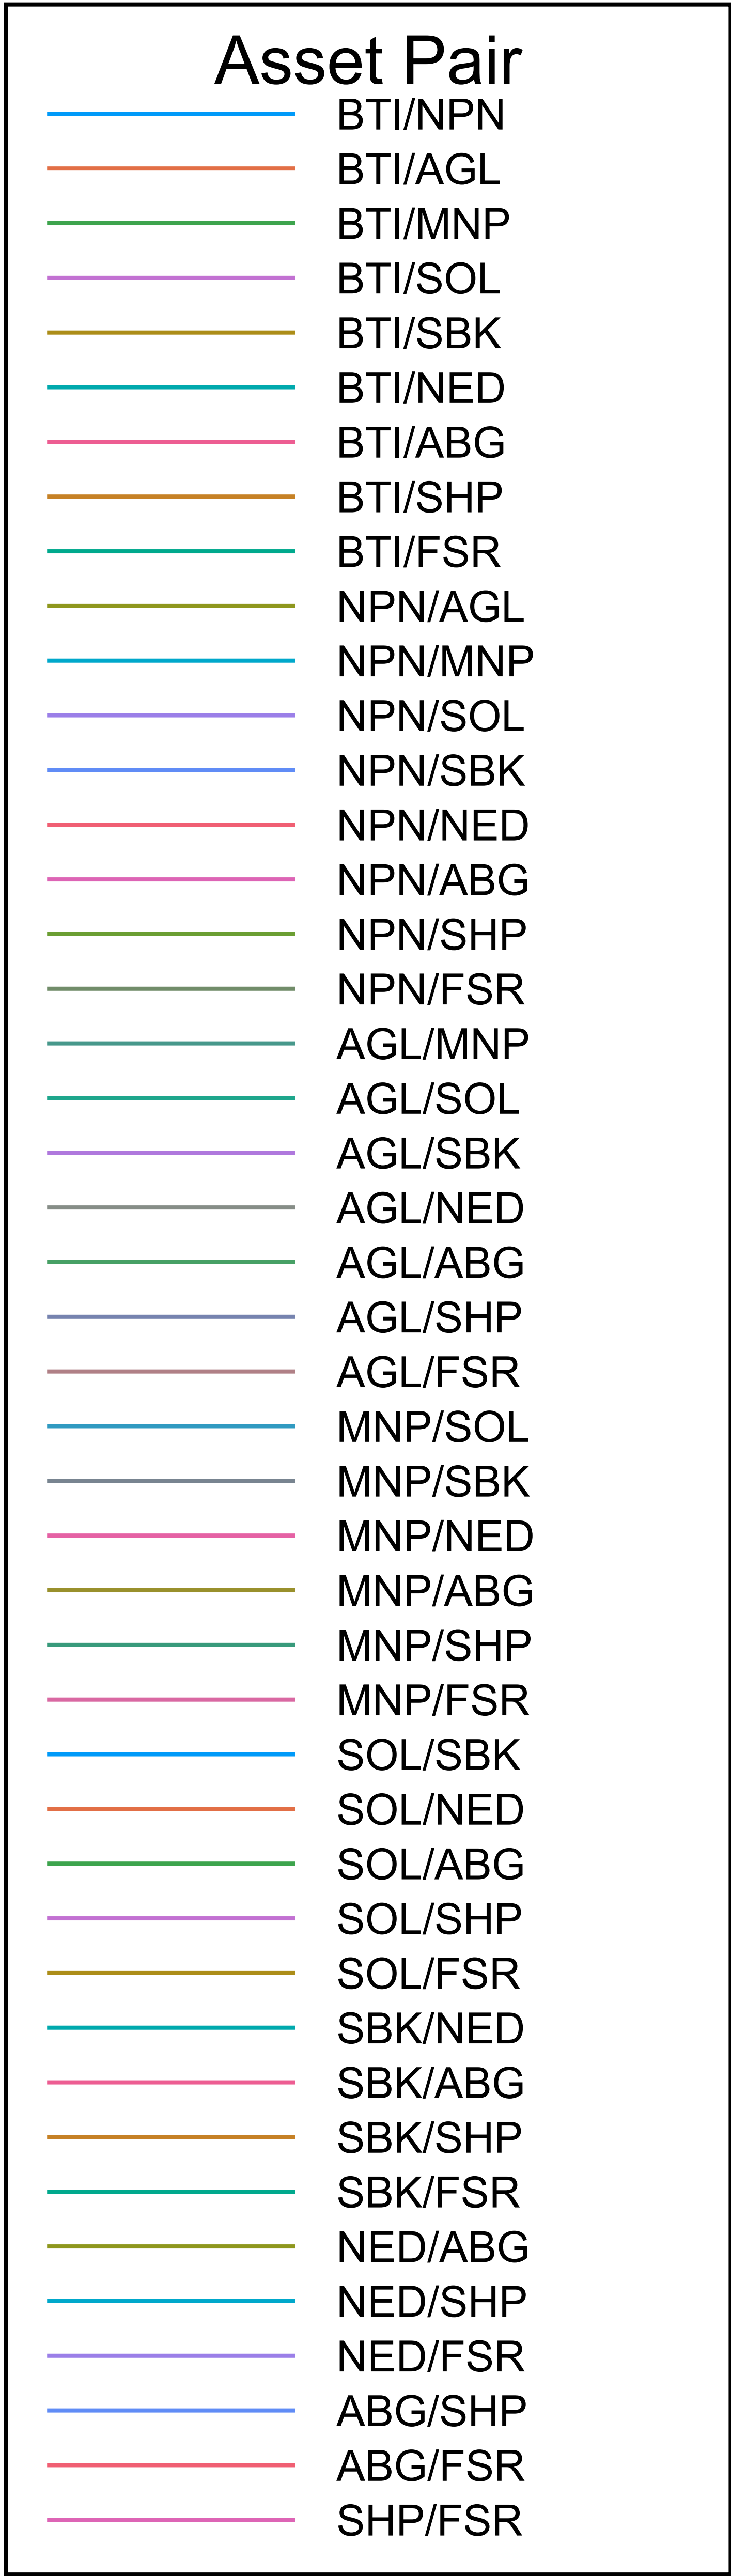 Asset Pair
BTI/NPN
BTI/AGL
BTI/MNP
BTI/SOL
BTI/SBK
BTI/NED
BTI/ABG
BTI/SHP
BTI/FSR
NPN/AGL
NPN/MNP
NPN/SOL
NPN/SBK
NPN/NED
NPN/ABG
NPN/SHP
NPN/FSR
AGL/MNP
AGL/SOL
AGL/SBK
AGL/NED
AGL/ABG
AGL/SHP
AGL/FSR
MNP/SOL
MNP/SBK
MNP/NED
MNP/ABG
MNP/SHP
MNP/FSR
SOL/SBK
SOL/NED
SOL/ABG
SOL/SHP
SOL/FSR
SBK/NED
SBK/ABG
SBK/SHP
SBK/FSR
NED/ABG
NED/SHP
NED/FSR
ABG/SHP
ABG/FSR
SHP/FSR